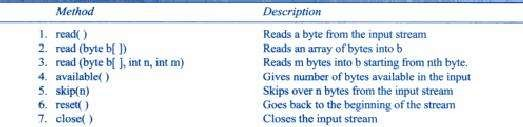 Method Description
1. read( ) Reads a byte from the input stream
2. read (byte b[ ]) Reads an array of bytes into b
3. read (byte b[ ], int n, int m) Reads m bytes into b starting from nth byte.
4. available( ) Gives number of bytes available in the input
5. skip(n) Skips over n bytes from the input stream
6. reset( ) Goes back to the beginning of the stream
7. close( ) Closes the input stream